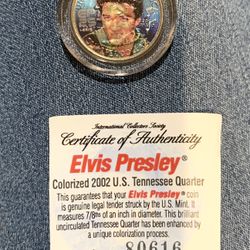 International Collectors Society
Certificate of Authenticity
Elvis Presley®
Colorized 2002 U.S. Tennessee Quarter
This guarantees that your Elvis Presley® coin
is genuine legal tender struck by the U.S. Mint. It
measures 7/8ths of an inch in diameter. This brilliant
uncirculated Tennessee Quarter has been enhanced by
a unique colorization process.
80616